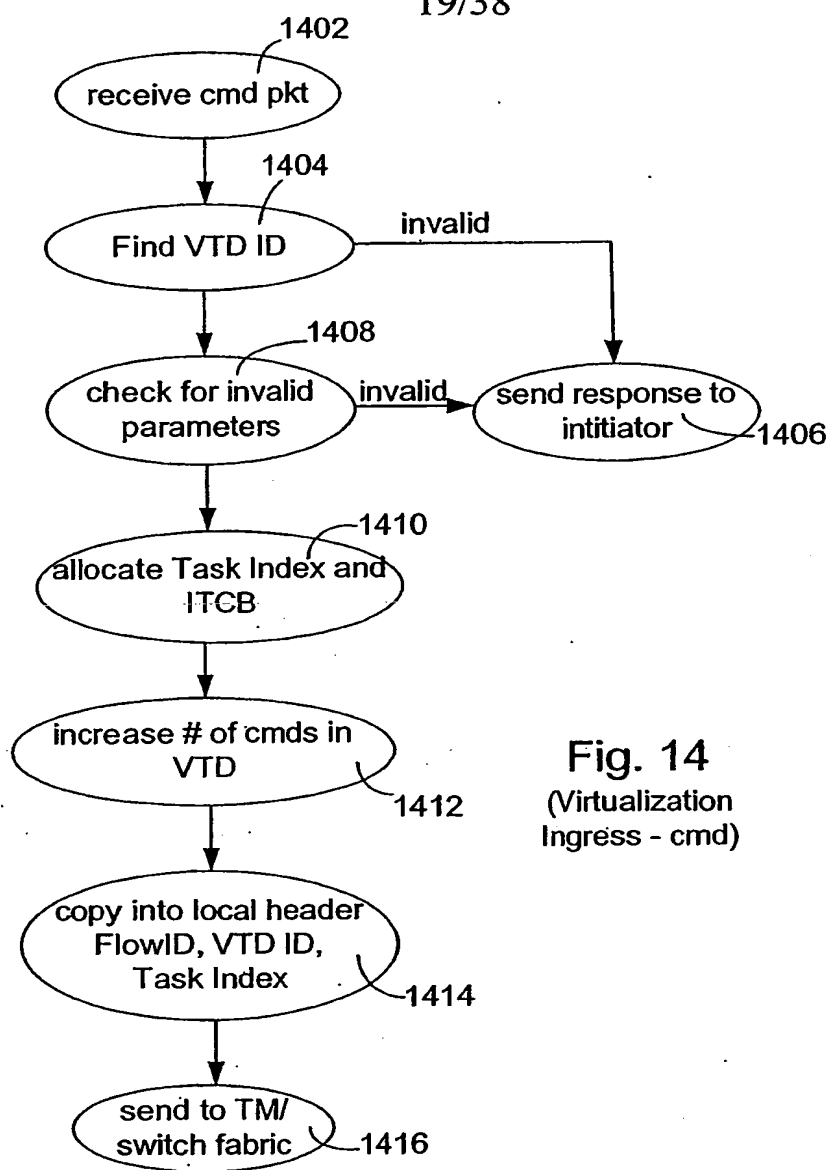 19/38
1402
receive cmd pkt
1404
Find VTD ID
invalid
1408
check for invalid
parameters
invalid
send response to
intitiator
1406
1410
allocate Task Index and
ITCB
increase # of cmds in
VTD
1412
Fig. 14
(Virtualization
Ingress - cmd)
copy into local header
FlowID, VTD ID,
Task Index
1414
send to TM/
switch fabric
1416